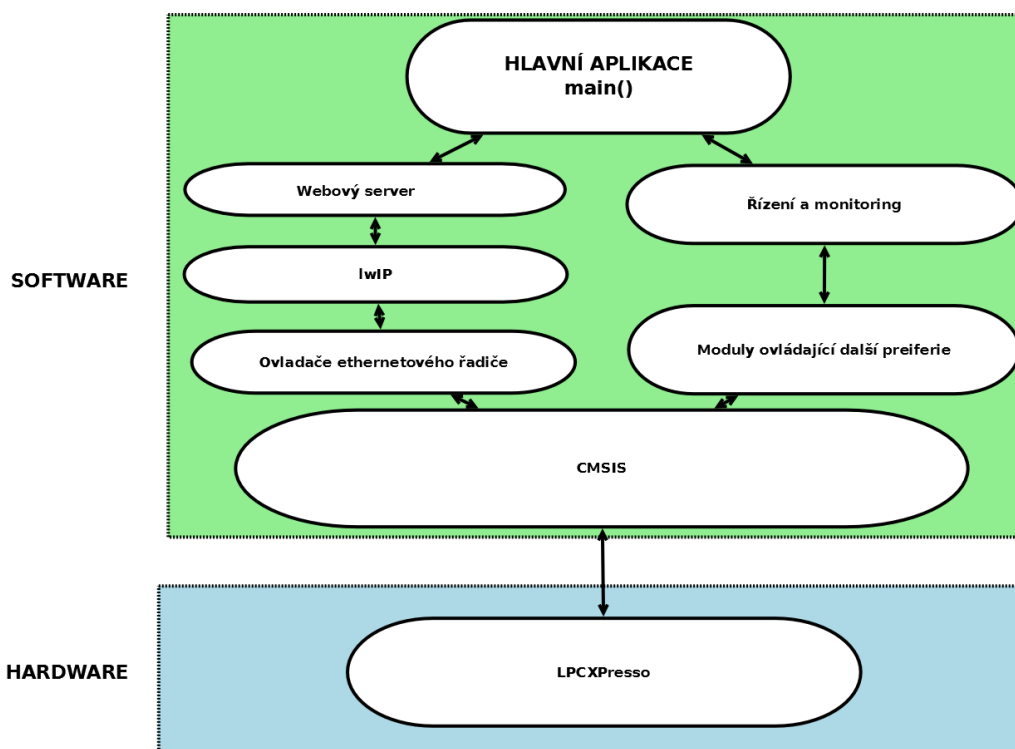 HLAVNÍ APLIKACE
main()
Webový server
Řízení a monitoring
SOFTWARE
lwIP
Ovladače ethernetového řadiče
Moduly ovládající další preiferie
CMSIS
HARDWARE
LPCXPresso